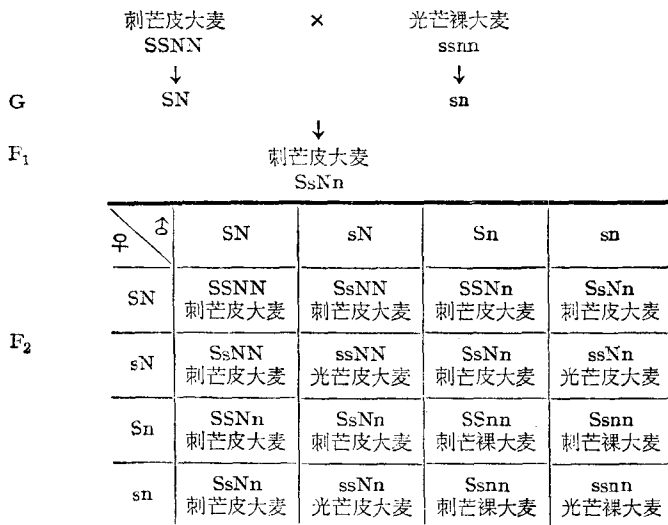 刺芒皮大麦 × 光芒裸大麦
SSNN ssnn
↓ ↓
G SN sn
↓
F₁ 刺芒皮大麦
SsNn
♀ ♂ SN sN Sn sn
SN SSNN SsNN SSNn SsNn
刺芒皮大麦 刺芒皮大麦 刺芒皮大麦 刺芒皮大麦
F₂
sN SsNN ssNN SsNn ssNn
刺芒皮大麦 光芒皮大麦 刺芒皮大麦 光芒皮大麦
Sn SSNn SsNn SSnn Ssnn
刺芒皮大麦 刺芒皮大麦 刺芒裸大麦 刺芒裸大麦
sn SsNn ssNn Ssnn ssnn
刺芒皮大麦 光芒皮大麦 刺芒裸大麦 光芒裸大麦